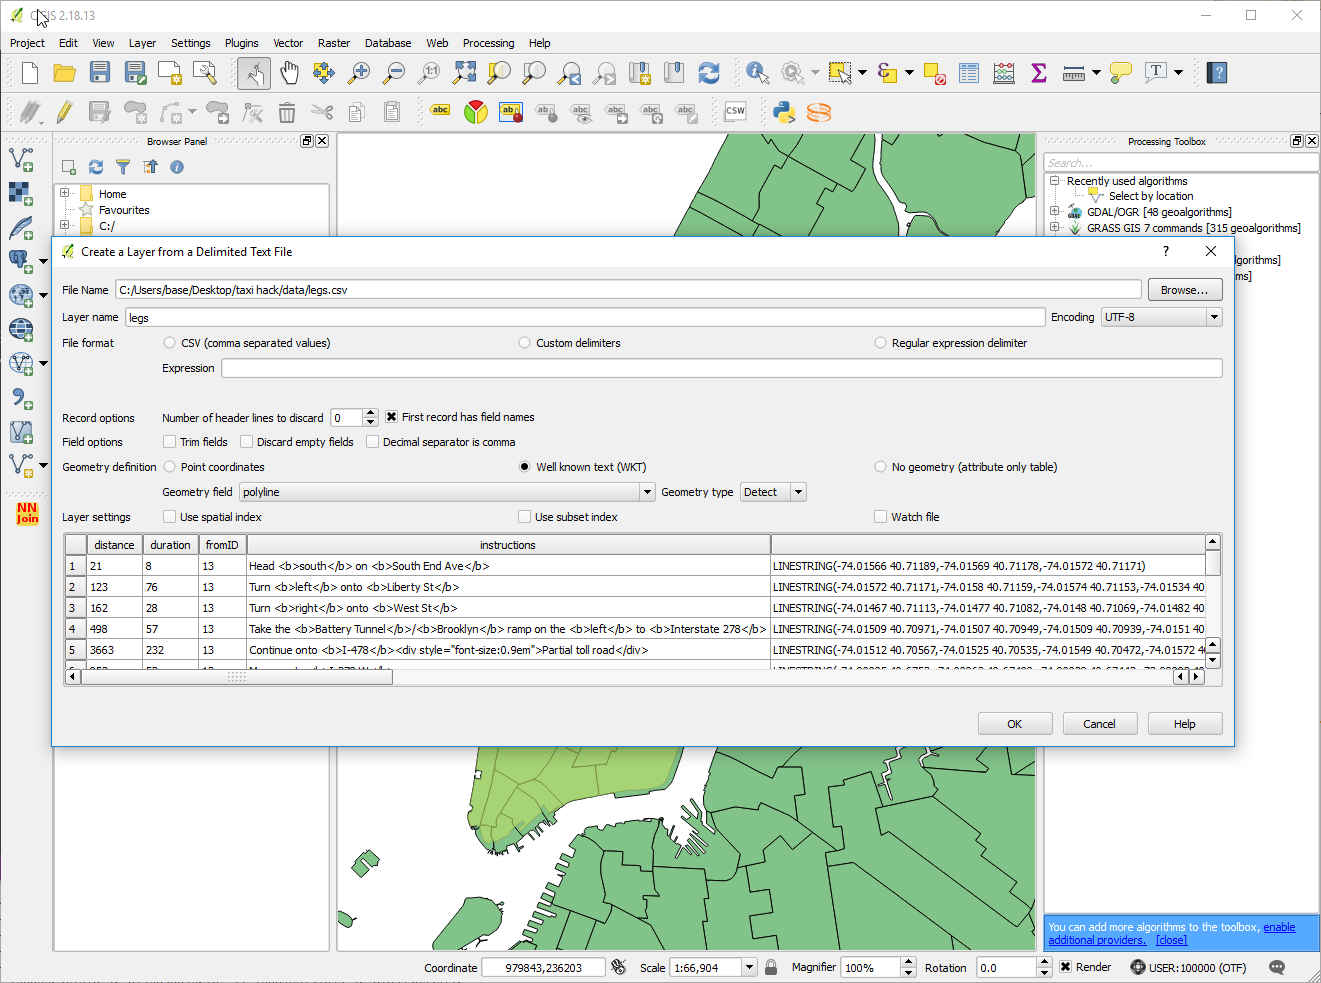 QGIS 2.18.13
Project Edit View Layer Settings Plugins Vector Raster Database Web Processing Help
Browser Panel
Processing Toolbox
Search...
Home
Favourites
C:/
Recently used algorithms
Select by location
GDAL/OGR [48 geoalgorithms]
GRASS GIS 7 commands [315 geoalgorithms]
Create a Layer from a Delimited Text File
File Name C:/Users/base/Desktop/taxi hack/data/legs.csv Browse...
Layer name legs Encoding UTF-8
File format CSV (comma separated values) Custom delimiters Regular expression delimiter
Expression
Record options Number of header lines to discard 0 First record has field names
Field options Trim fields Discard empty fields Decimal separator is comma
Geometry definition Point coordinates Well known text (WKT) No geometry (attribute only table)
Geometry field polyline Geometry type Detect
Layer settings Use spatial index Use subset index Watch file
distance duration fromID instructions
1 21 8 13 Head <b>south</b> on <b>South End Ave</b> LINESTRING(-74.01566 40.71189,-74.01569 40.71178,-74.01572 40.71171)
2 123 76 13 Turn <b>left</b> onto <b>Liberty St</b> LINESTRING(-74.01572 40.71171,-74.0158 40.71159,-74.01574 40.71153,-74.01534 40
3 162 28 13 Turn <b>right</b> onto <b>West St</b> LINESTRING(-74.01467 40.71113,-74.01477 40.71082,-74.0148 40.71069,-74.01482 40
4 498 57 13 Take the <b>Battery Tunnel</b>/<b>Brooklyn</b> ramp on the <b>left</b> to <b>Interstate 278</b> LINESTRING(-74.01509 40.70971,-74.01507 40.70949,-74.01509 40.70939,-74.0151 40
5 3663 232 13 Continue onto <b>I-478</b><div style="font-size:0.9em">Partial toll road</div> LINESTRING(-74.01512 40.70567,-74.01525 40.70535,-74.01549 40.70472,-74.01572 4
OK Cancel Help
NN
Join
abc
CSW
You can add more algorithms to the toolbox, enable
additional providers. [close]
Coordinate 979843,236203 Scale 1:66,904 Magnifier 100% Rotation 0.0 Render USER:100000 (OTF)